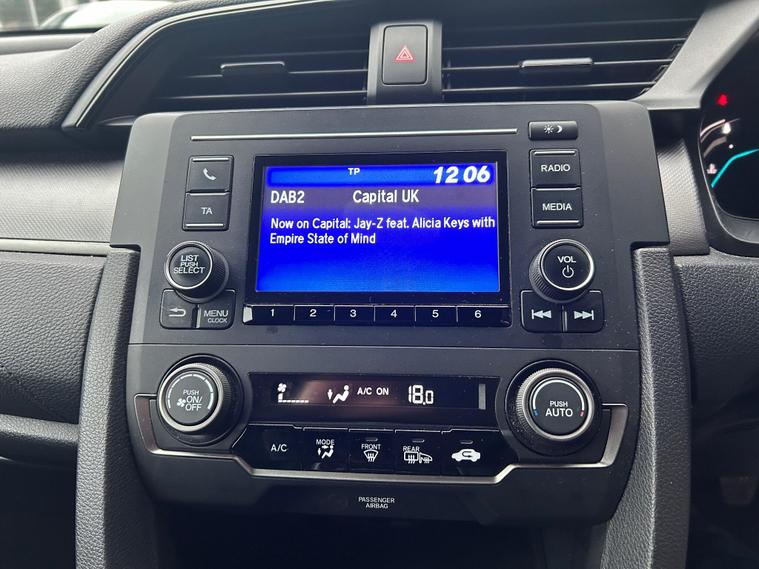 TP 12 06
DAB2 Capital UK
Now on Capital: Jay-Z feat. Alicia Keys with
Empire State of Mind
TA
RADIO
MEDIA
LIST
PUSH
SELECT
VOL
MENU
CLOCK
1 2 3 4 5 6
PUSH
ON/
OFF
A/C ON 18.0
PUSH
AUTO
A/C
MODE
FRONT
REAR
PASSENGER
AIRBAG